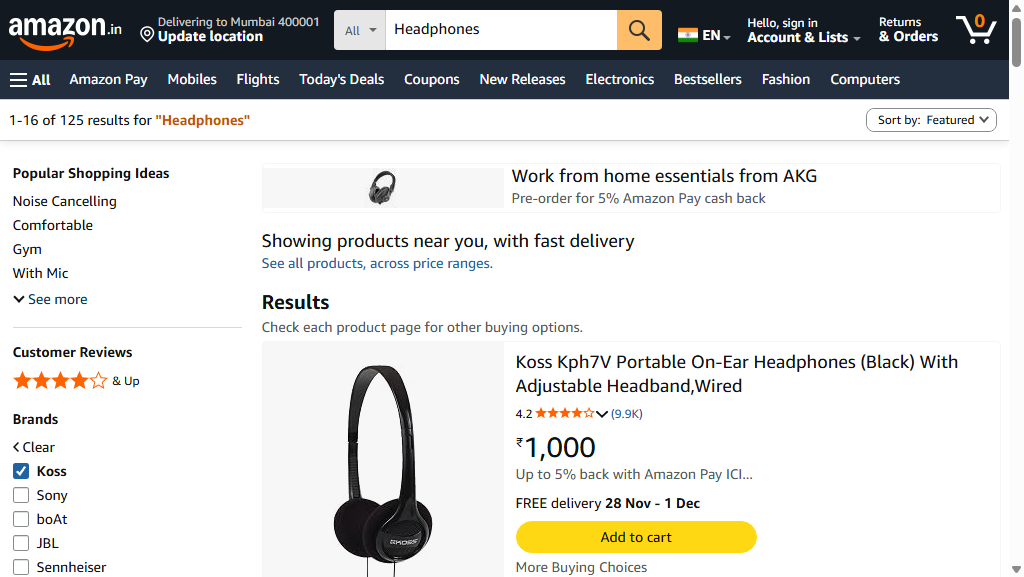 amazon.in
Delivering to Mumbai 400001
Update location
All
Headphones
EN
Hello, sign in
Account & Lists
Returns
& Orders
0
All
Amazon Pay
Mobiles
Flights
Today's Deals
Coupons
New Releases
Electronics
Bestsellers
Fashion
Computers
1-16 of 125 results for "Headphones"
Sort by: Featured
Popular Shopping Ideas
Noise Cancelling
Comfortable
Gym
With Mic
See more
Customer Reviews
& Up
Brands
Clear
Koss
Sony
boAt
JBL
Sennheiser
Work from home essentials from AKG
Pre-order for 5% Amazon Pay cash back
Showing products near you, with fast delivery
See all products, across price ranges.
Results
Check each product page for other buying options.
KOSS
Koss Kph7V Portable On-Ear Headphones (Black) With
Adjustable Headband,Wired
4.2 (9.9K)
₹1,000
Up to 5% back with Amazon Pay ICI...
FREE delivery 28 Nov - 1 Dec
Add to cart
More Buying Choices